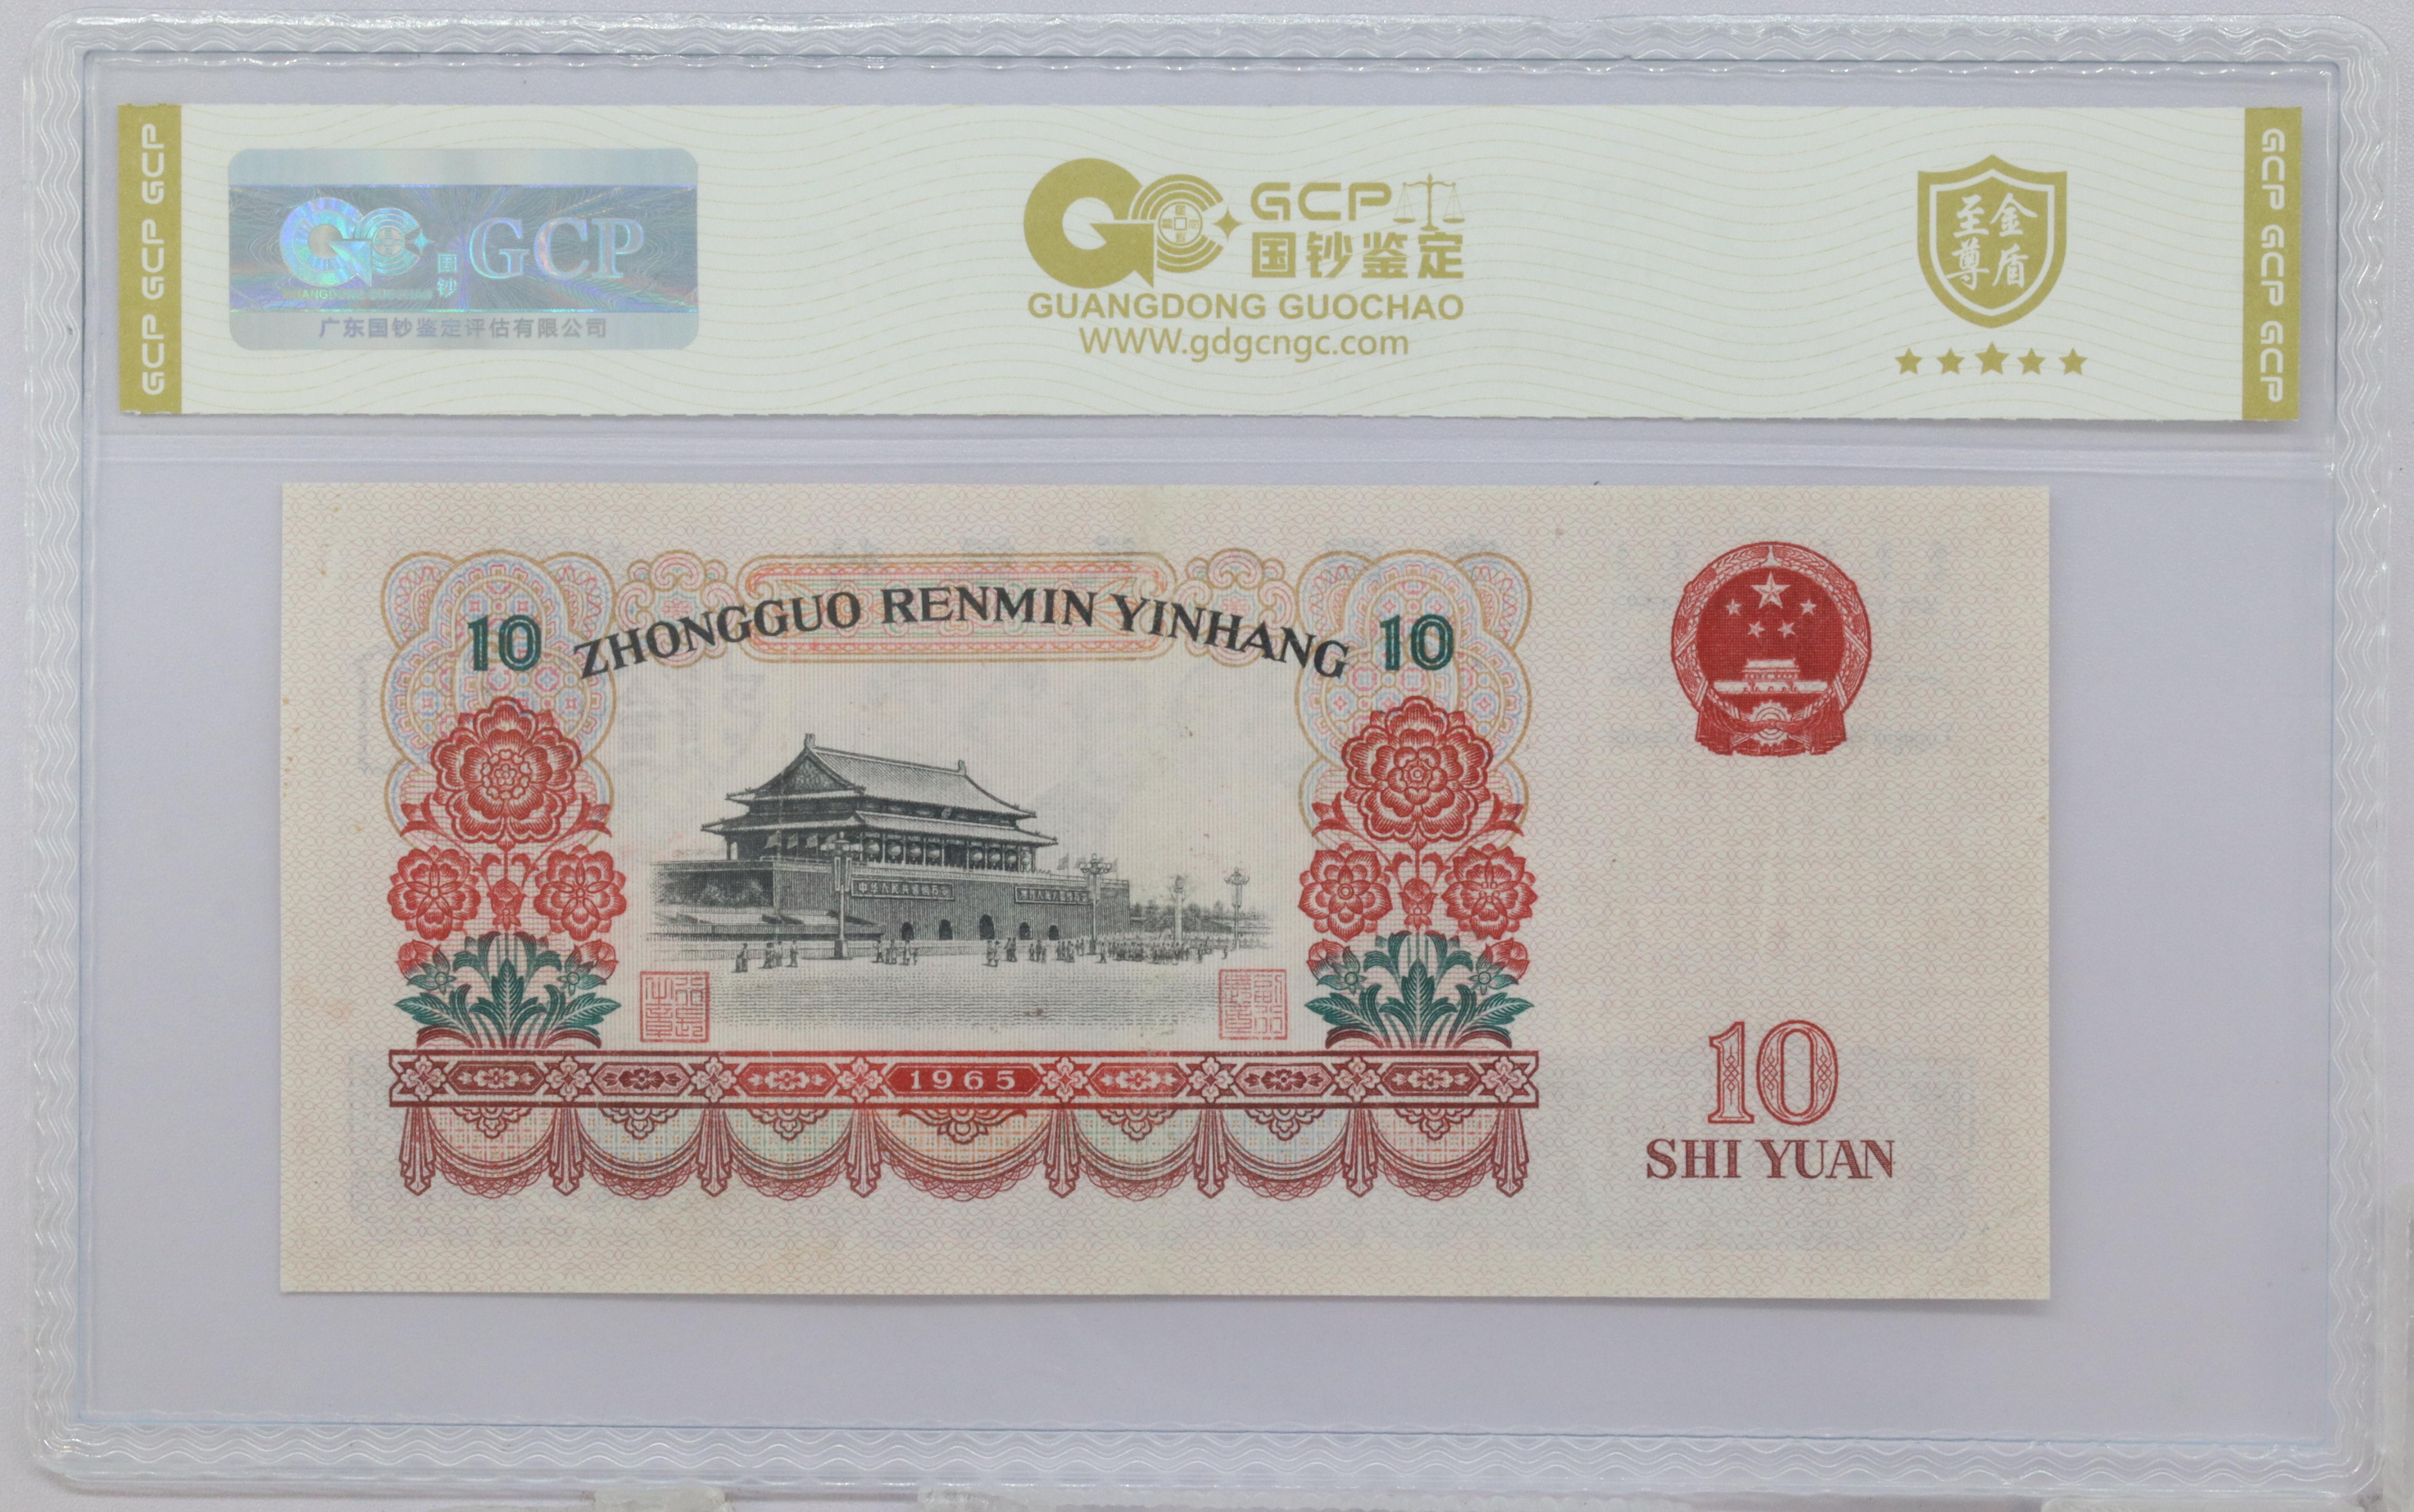 GCP GCP GCP
GCP
国钞
GUANGDONG GUOCHAO
广东国钞鉴定评估有限公司
GCP
国钞鉴定
GUANGDONG GUOCHAO
WWW.gdgcngc.com
至尊金盾
GCP GCP GCP
10 ZHONGGUO RENMIN YINHANG 10
1965
10
SHI YUAN